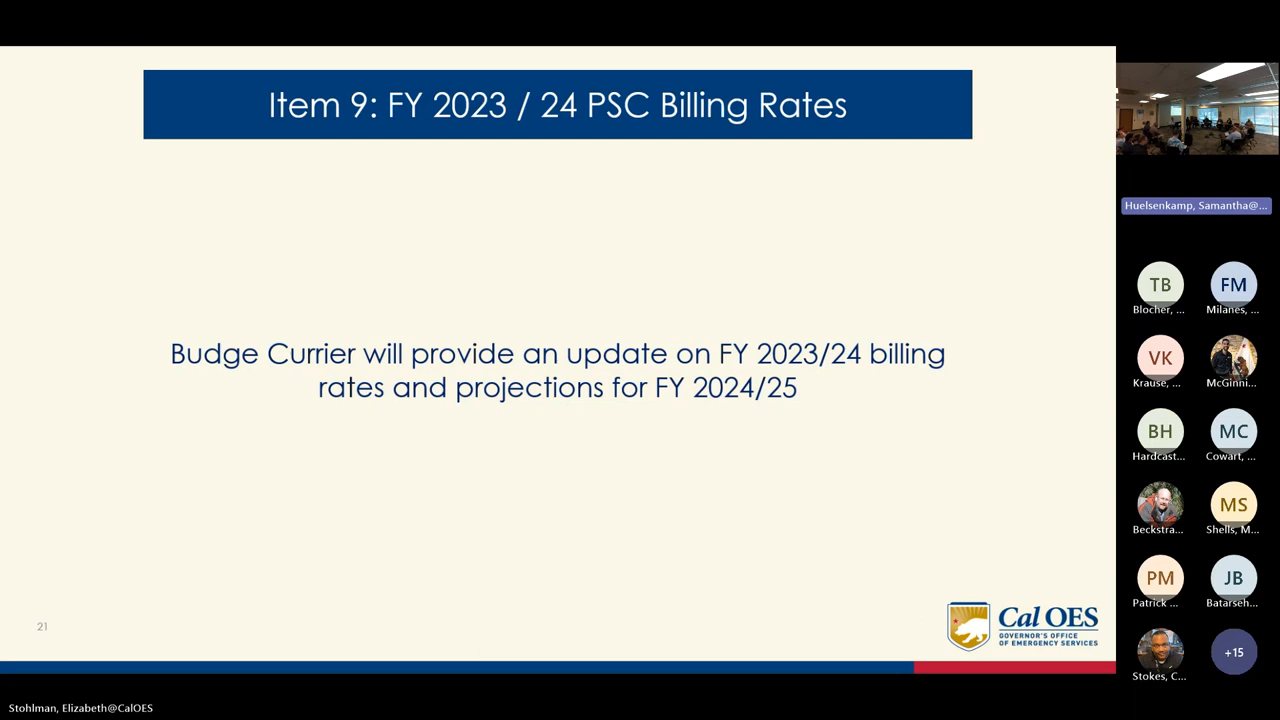 Item 9: FY 2023 / 24 PSC Billing Rates
Budge Currier will provide an update on FY 2023/24 billing
rates and projections for FY 2024/25
21
Cal OES
GOVERNOR'S OFFICE
OF EMERGENCY SERVICES
Stohlman, Elizabeth@CalOES
Huelsenkamp, Samantha@...
TB
Blocher, ...
FM
Milanes, ...
VK
Krause, ...
McGinni...
BH
Hardcast...
MC
Cowart, ...
Beckstra...
MS
Shells, M...
PM
Patrick ...
JB
Batarseh...
Stokes, C...
+15